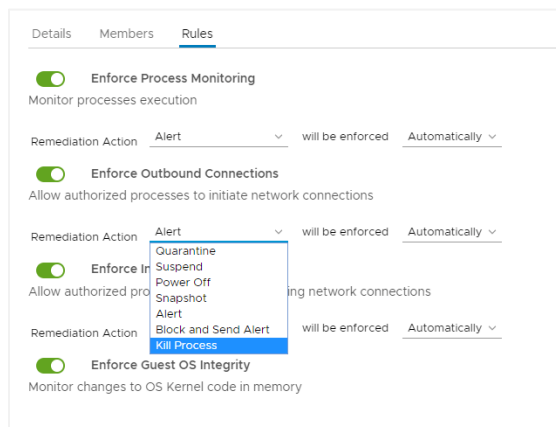 Details Members Rules
Enforce Process Monitoring
Monitor processes execution
Remediation Action Alert will be enforced Automatically
Enforce Outbound Connections
Allow authorized processes to initiate network connections
Remediation Action Alert will be enforced Automatically
Quarantine
Suspend
Power Off
Snapshot
Alert
Block and Send Alert
Kill Process
Enforce In
Allow authorized pro ing network connections
Remediation Action will be enforced Automatically
Enforce Guest OS Integrity
Monitor changes to OS Kernel code in memory